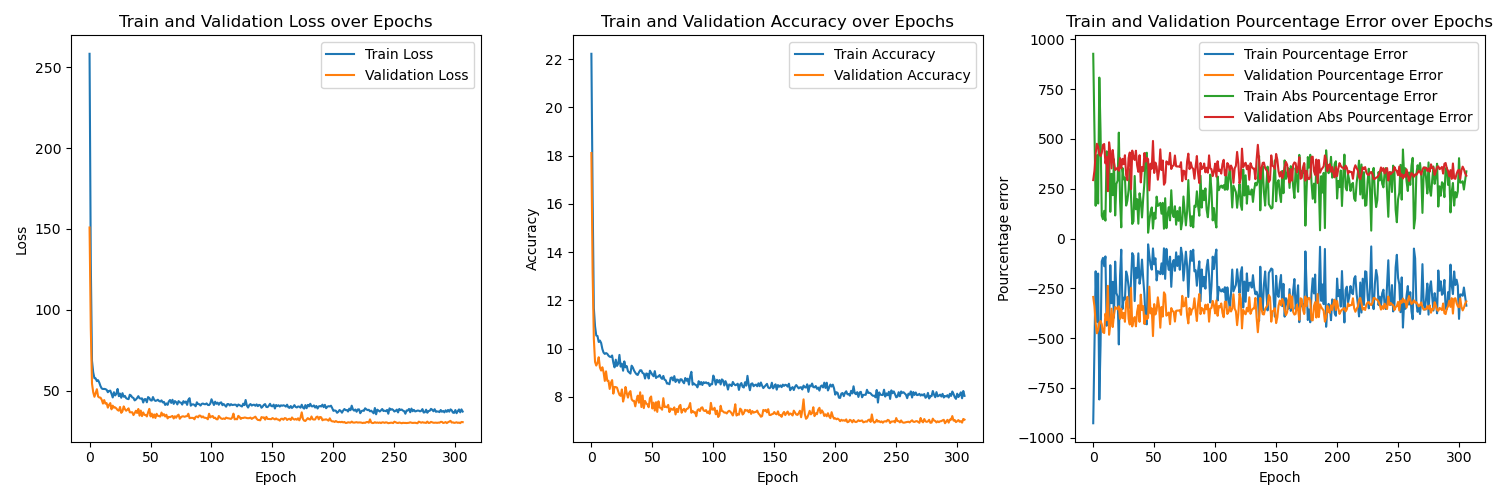 Train and Validation Loss over Epochs
Train Loss
Validation Loss
250
200
150
100
50
Loss
0
50
100
150
200
250
300
Epoch
Train and Validation Accuracy over Epochs
Train Accuracy
Validation Accuracy
22
20
18
16
14
12
10
8
Accuracy
0
50
100
150
200
250
300
Epoch
Train and Validation Pourcentage Error over Epochs
Train Pourcentage Error
Validation Pourcentage Error
Train Abs Pourcentage Error
Validation Abs Pourcentage Error
1000
750
500
250
0
−250
−500
−750
−1000
Pourcentage error
0
50
100
150
200
250
300
Epoch